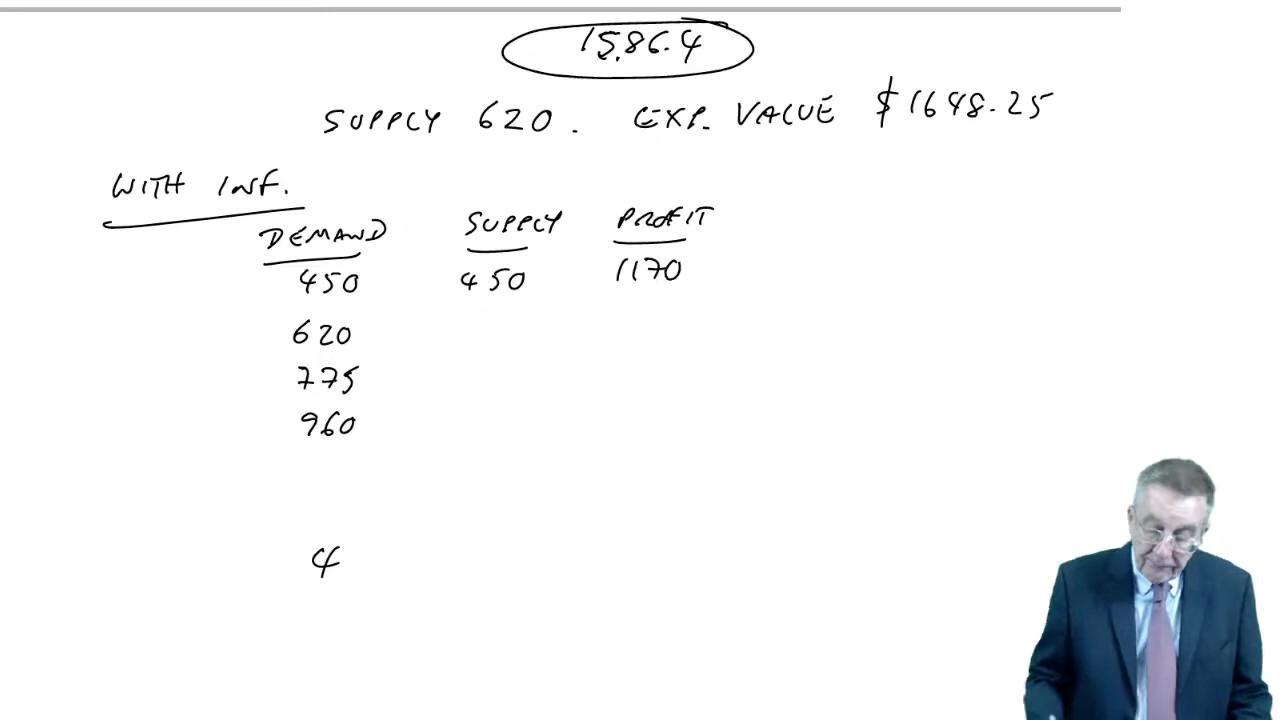 1586.4
SUPPLY 620. EXP. VALUE $1648.25
WITH INF.
DEMAND SUPPLY PROFIT
450 450 1170
620
775
960
4